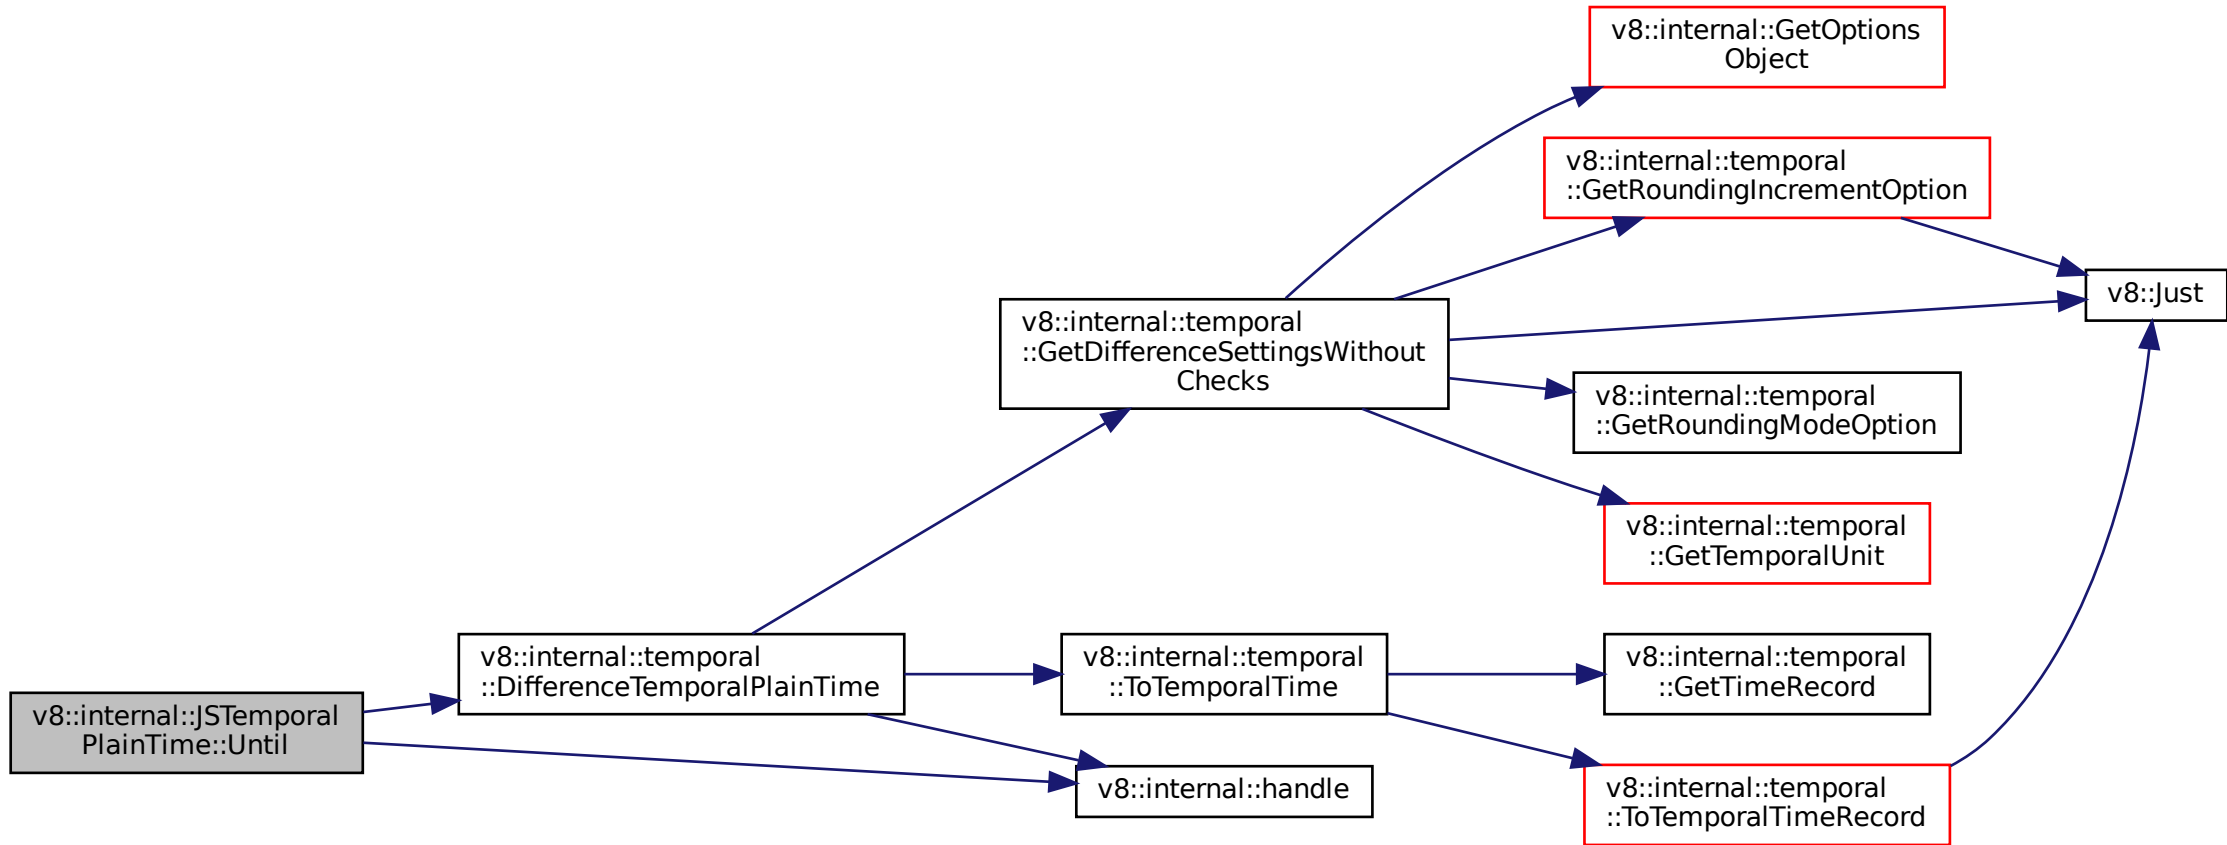 v8::internal::GetOptions
Object
v8::internal::temporal
::GetRoundingIncrementOption
v8::Just
v8::internal::temporal
::GetDifferenceSettingsWithout
Checks
v8::internal::temporal
::GetRoundingModeOption
v8::internal::temporal
::GetTemporalUnit
v8::internal::temporal
::DifferenceTemporalPlainTime
v8::internal::temporal
::ToTemporalTime
v8::internal::temporal
::GetTimeRecord
v8::internal::JSTemporal
PlainTime::Until
v8::internal::handle
v8::internal::temporal
::ToTemporalTimeRecord